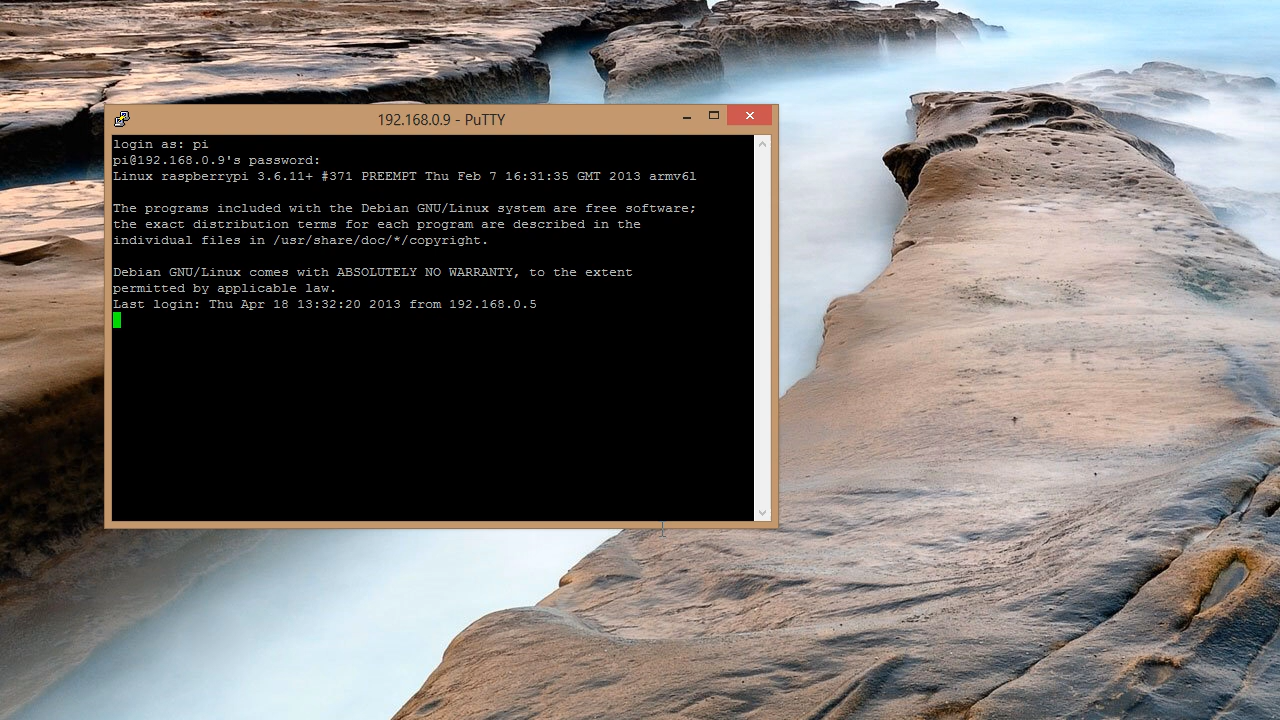 192.168.0.9 - PuTTY
login as: pi
pi@192.168.0.9's password:
Linux raspberrypi 3.6.11+ #371 PREEMPT Thu Feb 7 16:31:35 GMT 2013 armv6l
The programs included with the Debian GNU/Linux system are free software;
the exact distribution terms for each program are described in the
individual files in /usr/share/doc/*/copyright.
Debian GNU/Linux comes with ABSOLUTELY NO WARRANTY, to the extent
permitted by applicable law.
Last login: Thu Apr 18 13:32:20 2013 from 192.168.0.5